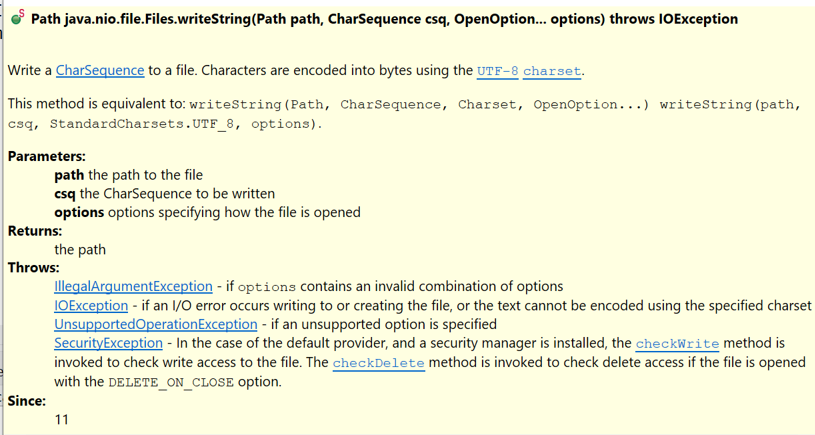 S Path java.nio.file.Files.writeString(Path path, CharSequence csq, OpenOption... options) throws IOException
Write a CharSequence to a file. Characters are encoded into bytes using the UTF-8 charset.
This method is equivalent to: writeString(Path, CharSequence, Charset, OpenOption...) writeString(path,
csq, StandardCharsets.UTF_8, options).
Parameters:
path the path to the file
csq the CharSequence to be written
options options specifying how the file is opened
Returns:
the path
Throws:
IllegalArgumentException - if options contains an invalid combination of options
IOException - if an I/O error occurs writing to or creating the file, or the text cannot be encoded using the specified charset
UnsupportedOperationException - if an unsupported option is specified
SecurityException - In the case of the default provider, and a security manager is installed, the checkWrite method is
invoked to check write access to the file. The checkDelete method is invoked to check delete access if the file is opened
with the DELETE_ON_CLOSE option.
Since:
11